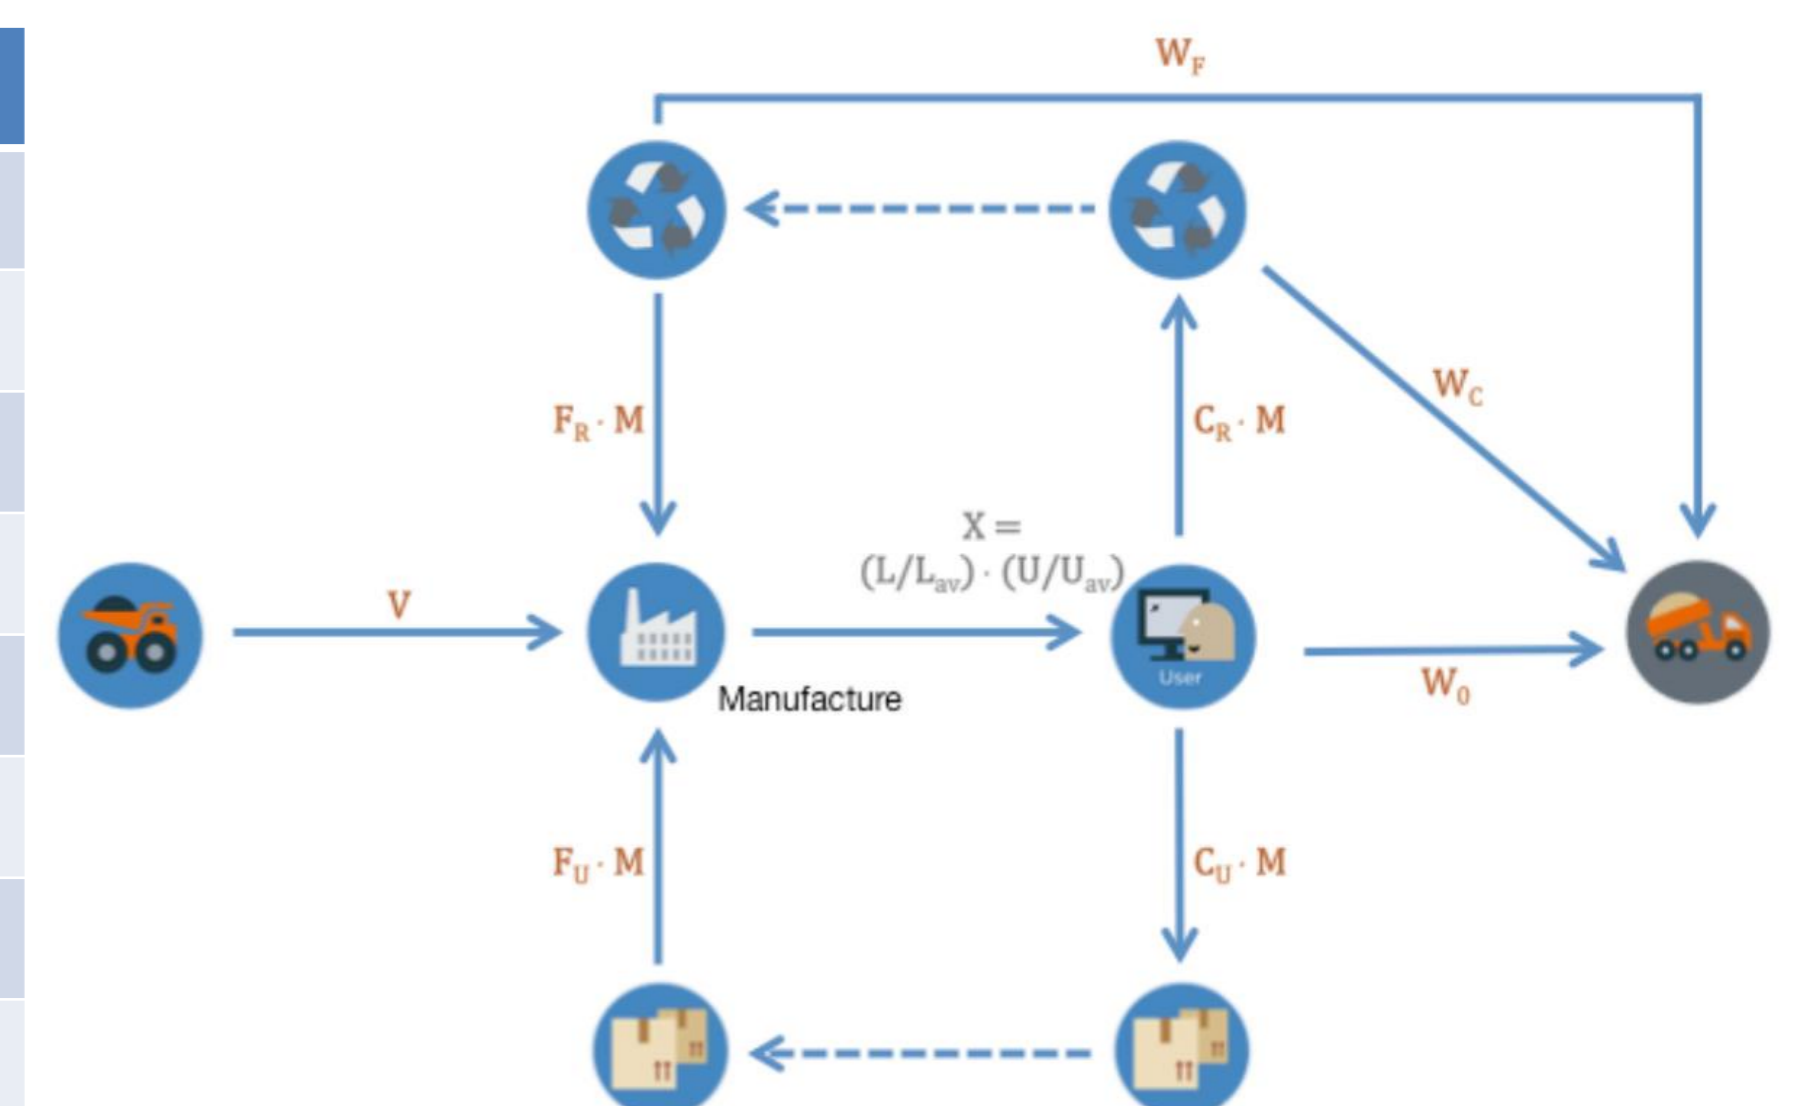 W_F
F_R · M
C_R · M
W_C
X =
(L/L_av) · (U/U_av)
V
User
Manufacture
W_0
F_U · M
C_U · M